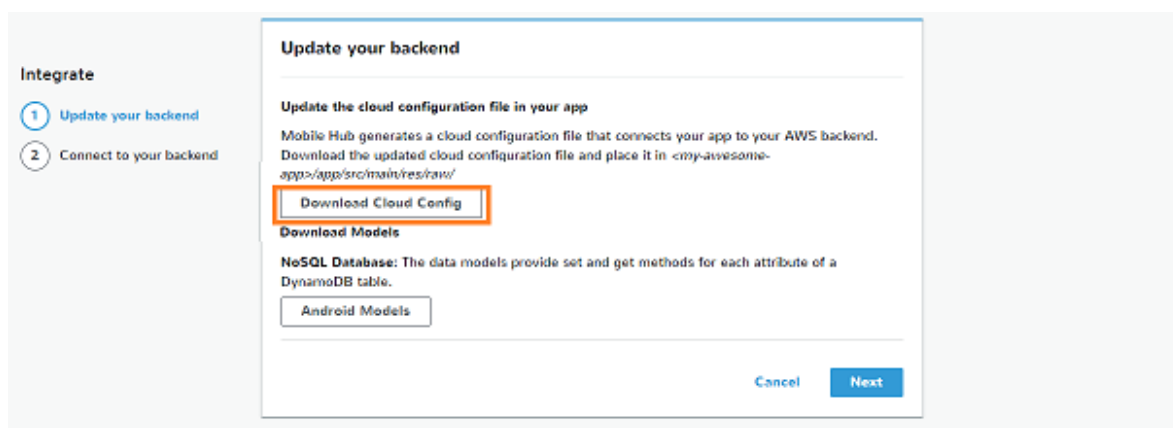 Integrate
1 Update your backend
2 Connect to your backend
Update your backend
Update the cloud configuration file in your app
Mobile Hub generates a cloud configuration file that connects your app to your AWS backend.
Download the updated cloud configuration file and place it in <my-awesome-
app>/app/src/main/res/raw/
Download Cloud Config
Download Models
NoSQL Database: The data models provide set and get methods for each attribute of a
DynamoDB table.
Android Models
Cancel
Next